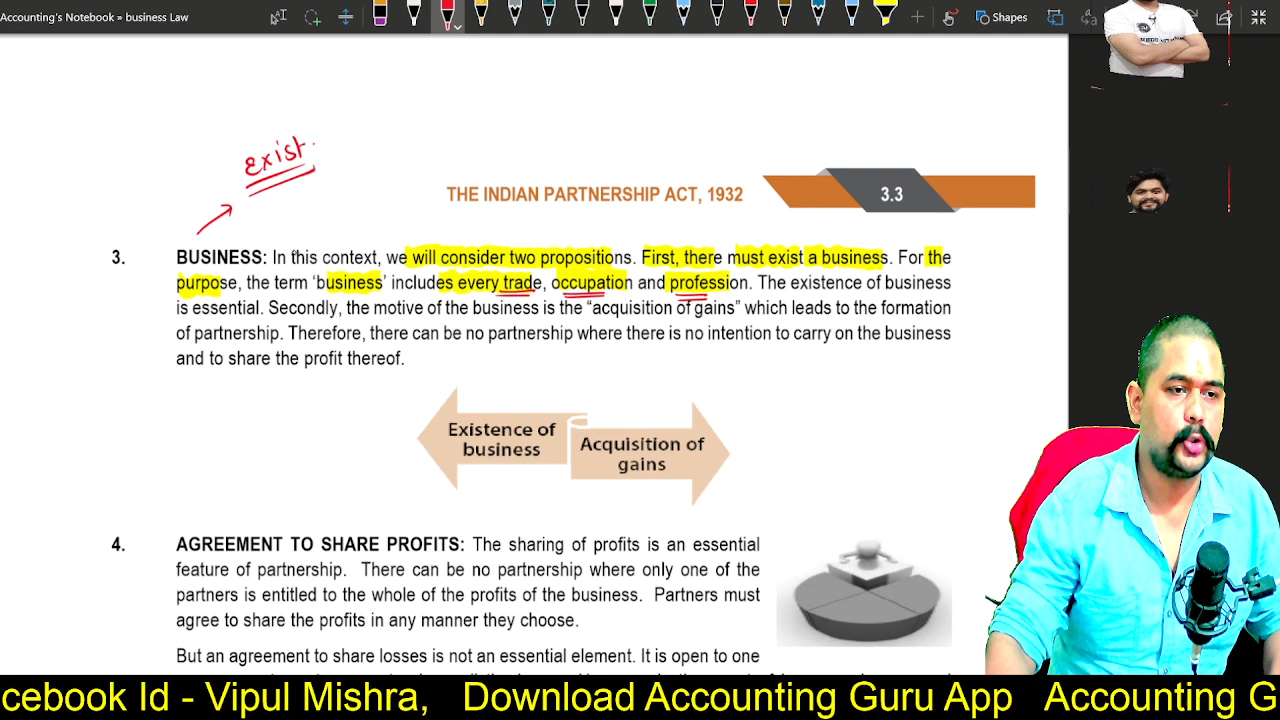 Accounting's Notebook » business Law
Shapes
exist.
THE INDIAN PARTNERSHIP ACT, 1932
3.3
3. BUSINESS: In this context, we will consider two propositions. First, there must exist a business. For the
purpose, the term ‘business’ includes every trade, occupation and profession. The existence of business
is essential. Secondly, the motive of the business is the “acquisition of gains” which leads to the formation
of partnership. Therefore, there can be no partnership where there is no intention to carry on the business
and to share the profit thereof.
Existence of
business
Acquisition of
gains
4. AGREEMENT TO SHARE PROFITS: The sharing of profits is an essential
feature of partnership. There can be no partnership where only one of the
partners is entitled to the whole of the profits of the business. Partners must
agree to share the profits in any manner they choose.
But an agreement to share losses is not an essential element. It is open to one
cebook Id - Vipul Mishra, Download Accounting Guru App Accounting G